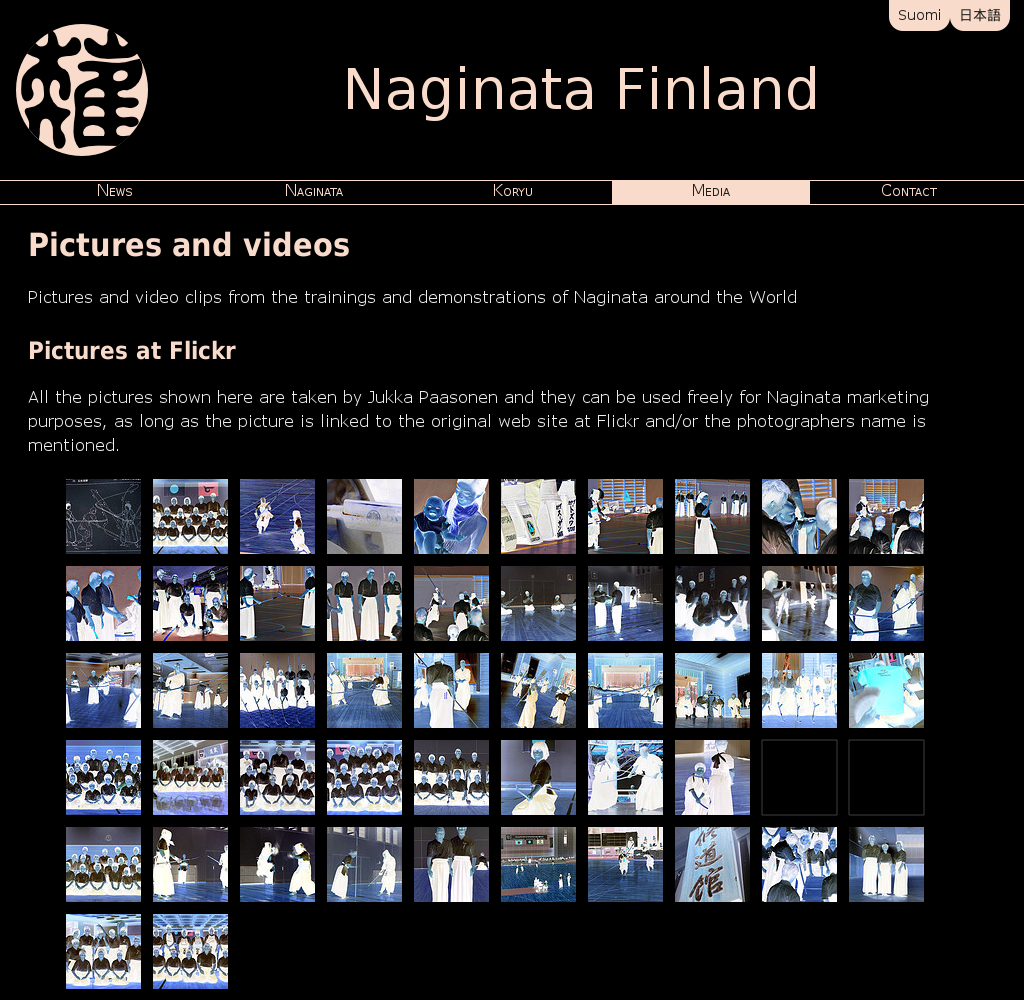 Suomi
日本語
Naginata Finland
News
Naginata
Koryu
Media
Contact
Pictures and videos
Pictures and video clips from the trainings and demonstrations of Naginata around the World
Pictures at Flickr
All the pictures shown here are taken by Jukka Paasonen and they can be used freely for Naginata marketing
purposes, as long as the picture is linked to the original web site at Flickr and/or the photographers name is
mentioned.
修道館